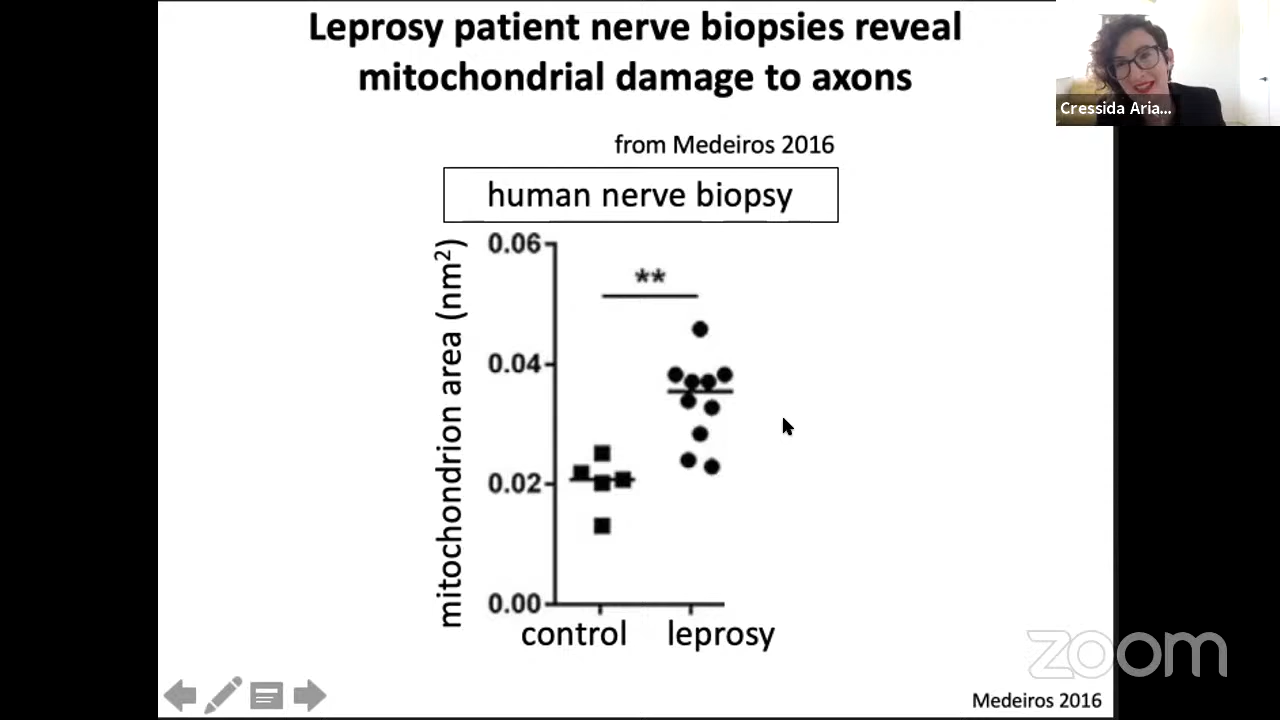 Leprosy patient nerve biopsies reveal
mitochondrial damage to axons
Cressida Aria...
from Medeiros 2016
human nerve biopsy
mitochondrion area (nm²)
0.06
**
0.04
0.02
0.00
control leprosy
zoom
Medeiros 2016